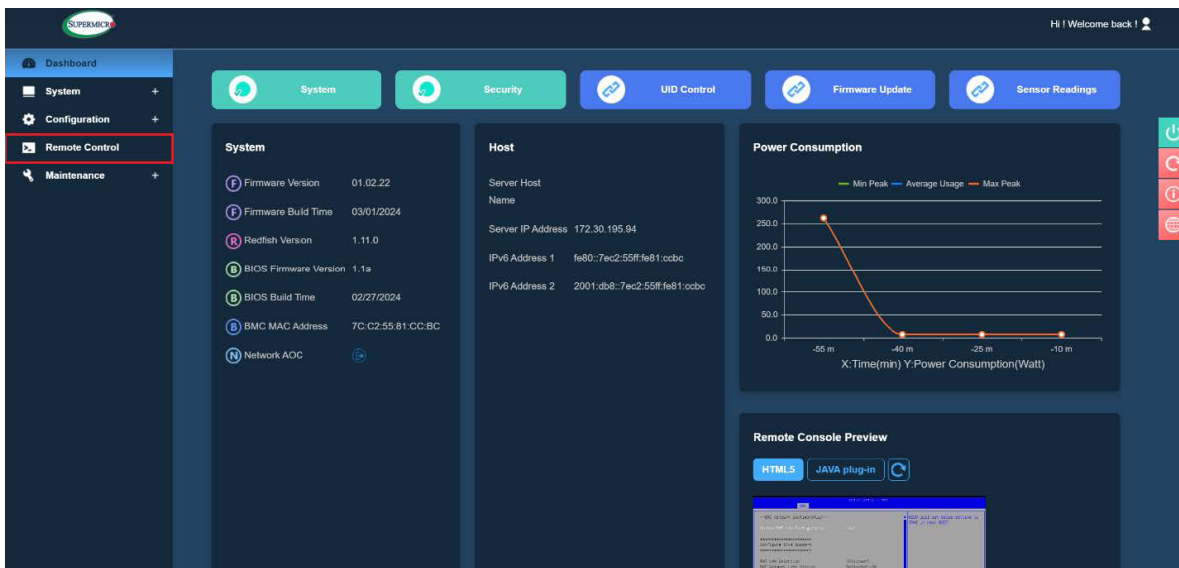 SUPERMICR
Hi ! Welcome back !
Dashboard
System +
Configuration +
Remote Control
Maintenance +
System
Security
UID Control
Firmware Update
Sensor Readings
System
Firmware Version 01.02.22
Firmware Build Time 03/01/2024
Redfish Version 1.11.0
BIOS Firmware Version 1.1a
BIOS Build Time 02/27/2024
BMC MAC Address 7C:C2:55:81:CC:BC
Network AOC
Host
Server Host
Name
Server IP Address 172.30.195.94
IPv6 Address 1 fe80::7ec2:55ff:fe81:ccbc
IPv6 Address 2 2001:db8::7ec2:55ff:fe81:ccbc
Power Consumption
Min Peak Average Usage Max Peak
300.0
250.0
200.0
150.0
100.0
50.0
0.0
-55 m -40 m -25 m -10 m
X:Time(min) Y:Power Consumption(Watt)
Remote Console Preview
HTML5 JAVA plug-in